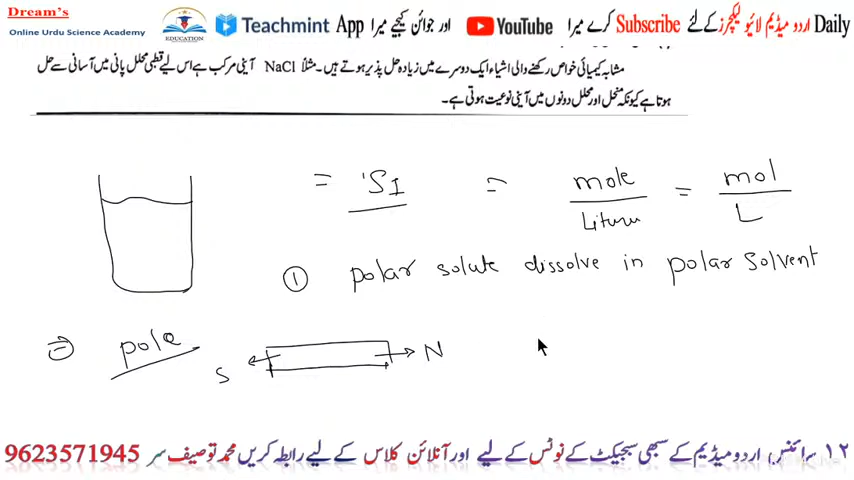 Dream's
Online Urdu Science Academy
EDUCATION
Teachmint App اور جوائن کیجیے میرا YouTube کرے میرا Subscribe اردو میڈیم لائیو لیکچرز کے لئے Daily
مشابہ کیمیائی خواص رکھنے والی اشیاء ایک دوسرے میں زیادہ حل پذیر ہوتے ہیں۔ مثلاً NaCl آینی مرکب ہے اس لیے قطبی محلل پانی میں آسانی سے حل
ہوتا ہے کیونکہ منحل اور محلل دونوں میں آینی نوعیت ہوتی ہے۔
= SI = mole
Liture = mol
L
① polar solute dissolve in polar solvent
⇒ pole S N
۱۲ سائنس ( اردو میڈیم کے سبھی سبجیکٹ کے نوٹس کے لیے اور آنلائن کلاس کے لیے رابطہ کریں محمد توصیف سر 9623571945